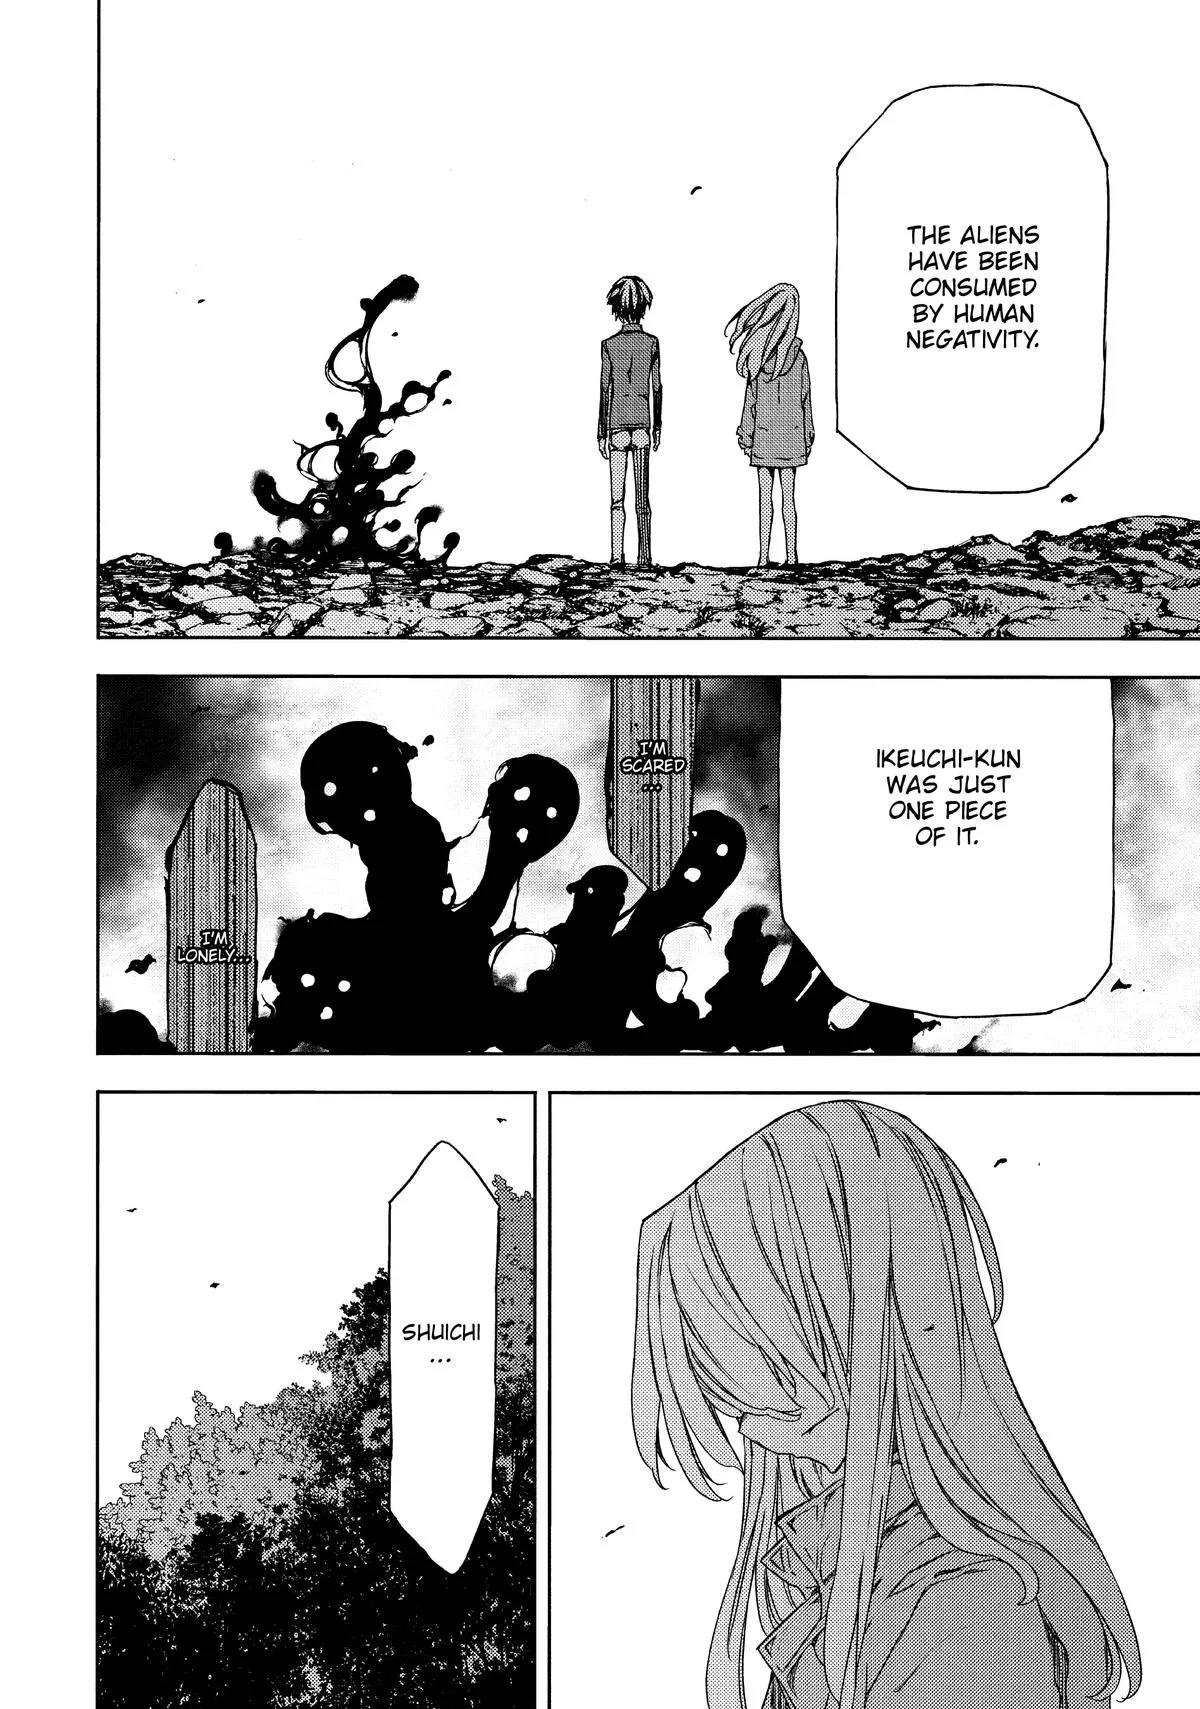 THE ALIENS
HAVE BEEN
CONSUMED
BY HUMAN
NEGATIVITY.
IKEUCHI-KUN
WAS JUST
ONE PIECE
OF IT.
I'M
SCARED
...
I'M
LONELY...
SHUICHI
...